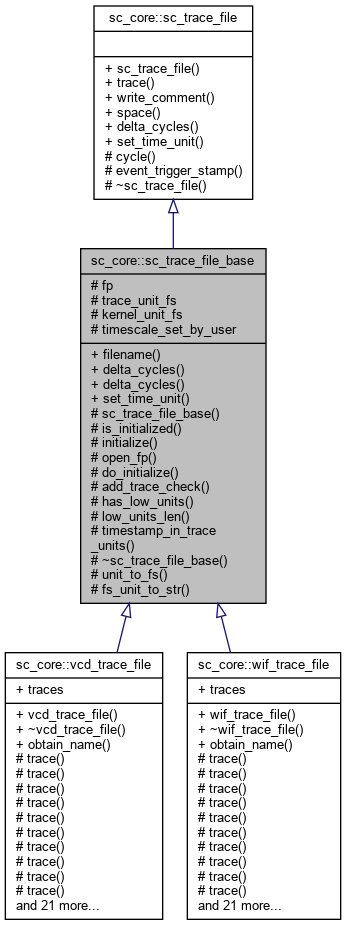 sc_core::sc_trace_file
+ sc_trace_file()
+ trace()
+ write_comment()
+ space()
+ delta_cycles()
+ set_time_unit()
# cycle()
# event_trigger_stamp()
# ~sc_trace_file()
sc_core::sc_trace_file_base
# fp
# trace_unit_fs
# kernel_unit_fs
# timescale_set_by_user
+ filename()
+ delta_cycles()
+ delta_cycles()
+ set_time_unit()
# sc_trace_file_base()
# is_initialized()
# initialize()
# open_fp()
# do_initialize()
# add_trace_check()
# has_low_units()
# low_units_len()
# timestamp_in_trace
_units()
# ~sc_trace_file_base()
# unit_to_fs()
# fs_unit_to_str()
sc_core::vcd_trace_file
+ traces
+ vcd_trace_file()
+ ~vcd_trace_file()
+ obtain_name()
# trace()
# trace()
# trace()
# trace()
# trace()
# trace()
# trace()
# trace()
# trace()
# trace()
and 21 more...
sc_core::wif_trace_file
+ traces
+ wif_trace_file()
+ ~wif_trace_file()
+ obtain_name()
# trace()
# trace()
# trace()
# trace()
# trace()
# trace()
# trace()
# trace()
# trace()
# trace()
and 21 more...